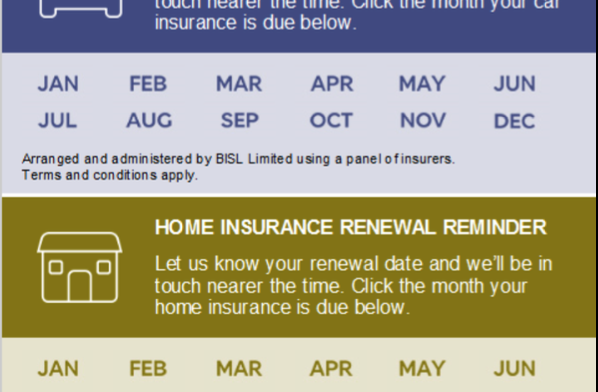 touch nearer the time. Click the month your car
insurance is due below.
JAN FEB MAR APR MAY JUN
JUL AUG SEP OCT NOV DEC
Arranged and administered by BISL Limited using a panel of insurers.
Terms and conditions apply.
HOME INSURANCE RENEWAL REMINDER
Let us know your renewal date and we'll be in
touch nearer the time. Click the month your
home insurance is due below.
JAN FEB MAR APR MAY JUN